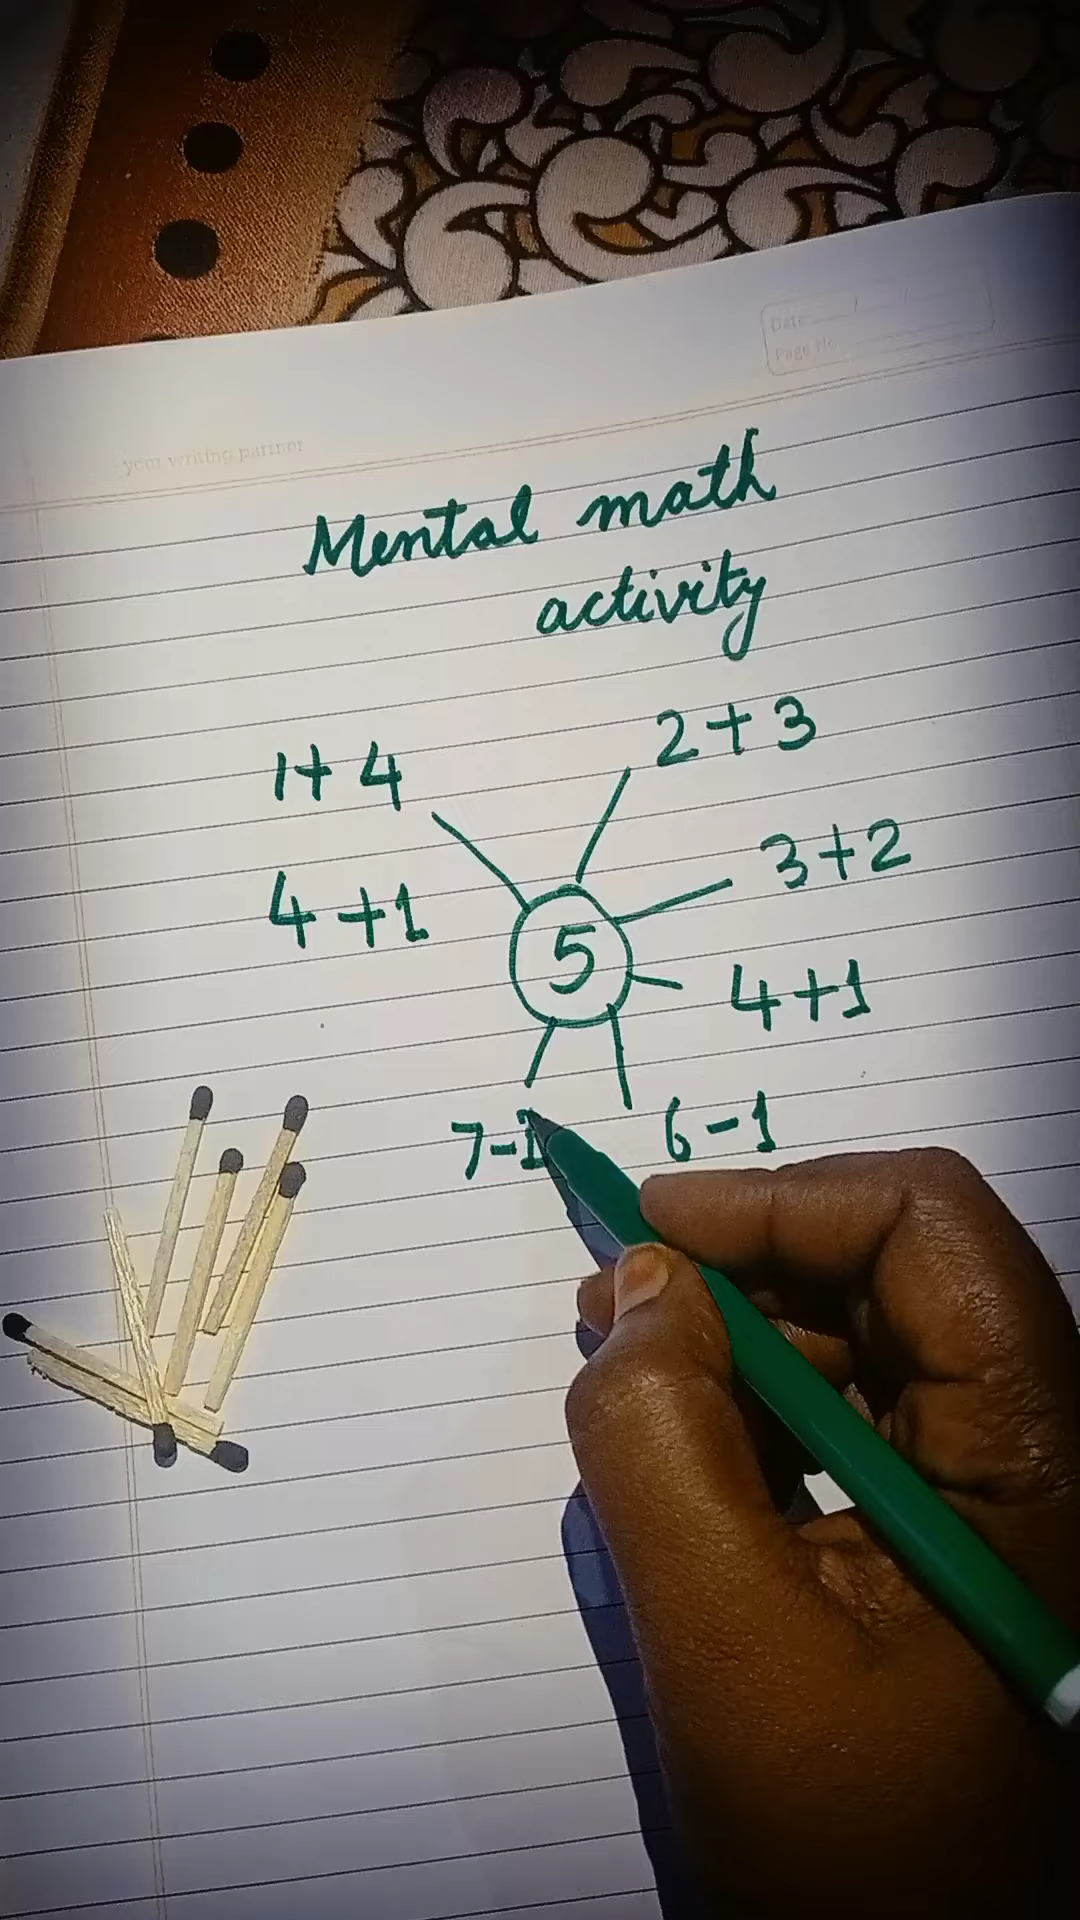 Date / /
Page No.
your writing partner
Mental math
activity
2+3
1+4
3+2
4+1
5
4+1
6-1
7-